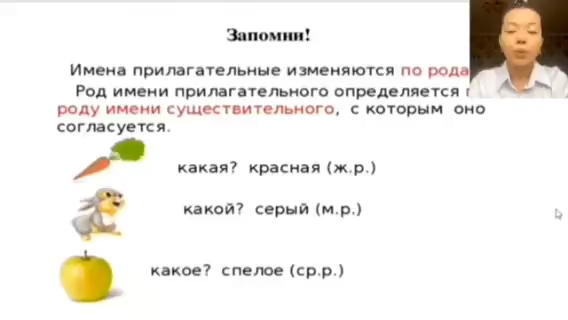 Запомни!
Имена прилагательные изменяются по рода
Род имени прилагательного определяется
роду имени существительного, с которым оно
согласуется.
какая? красная (ж.р.)
какой? серый (м.р.)
какое? спелое (ср.р.)